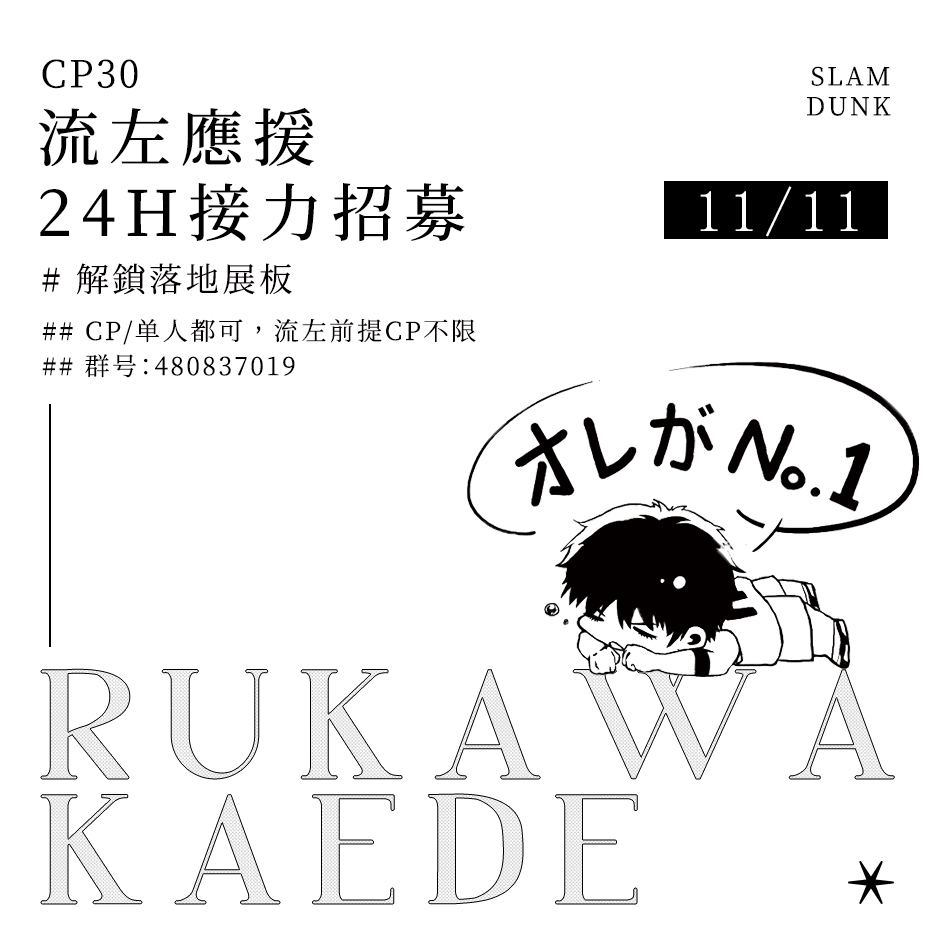 CP30
流左應援
24H接力招募
# 解鎖落地展板
## CP/单人都可，流左前提CP不限
## 群号:480837019
SLAM
DUNK
11/11
オレがNo.1
RUKAWA
KAEDE